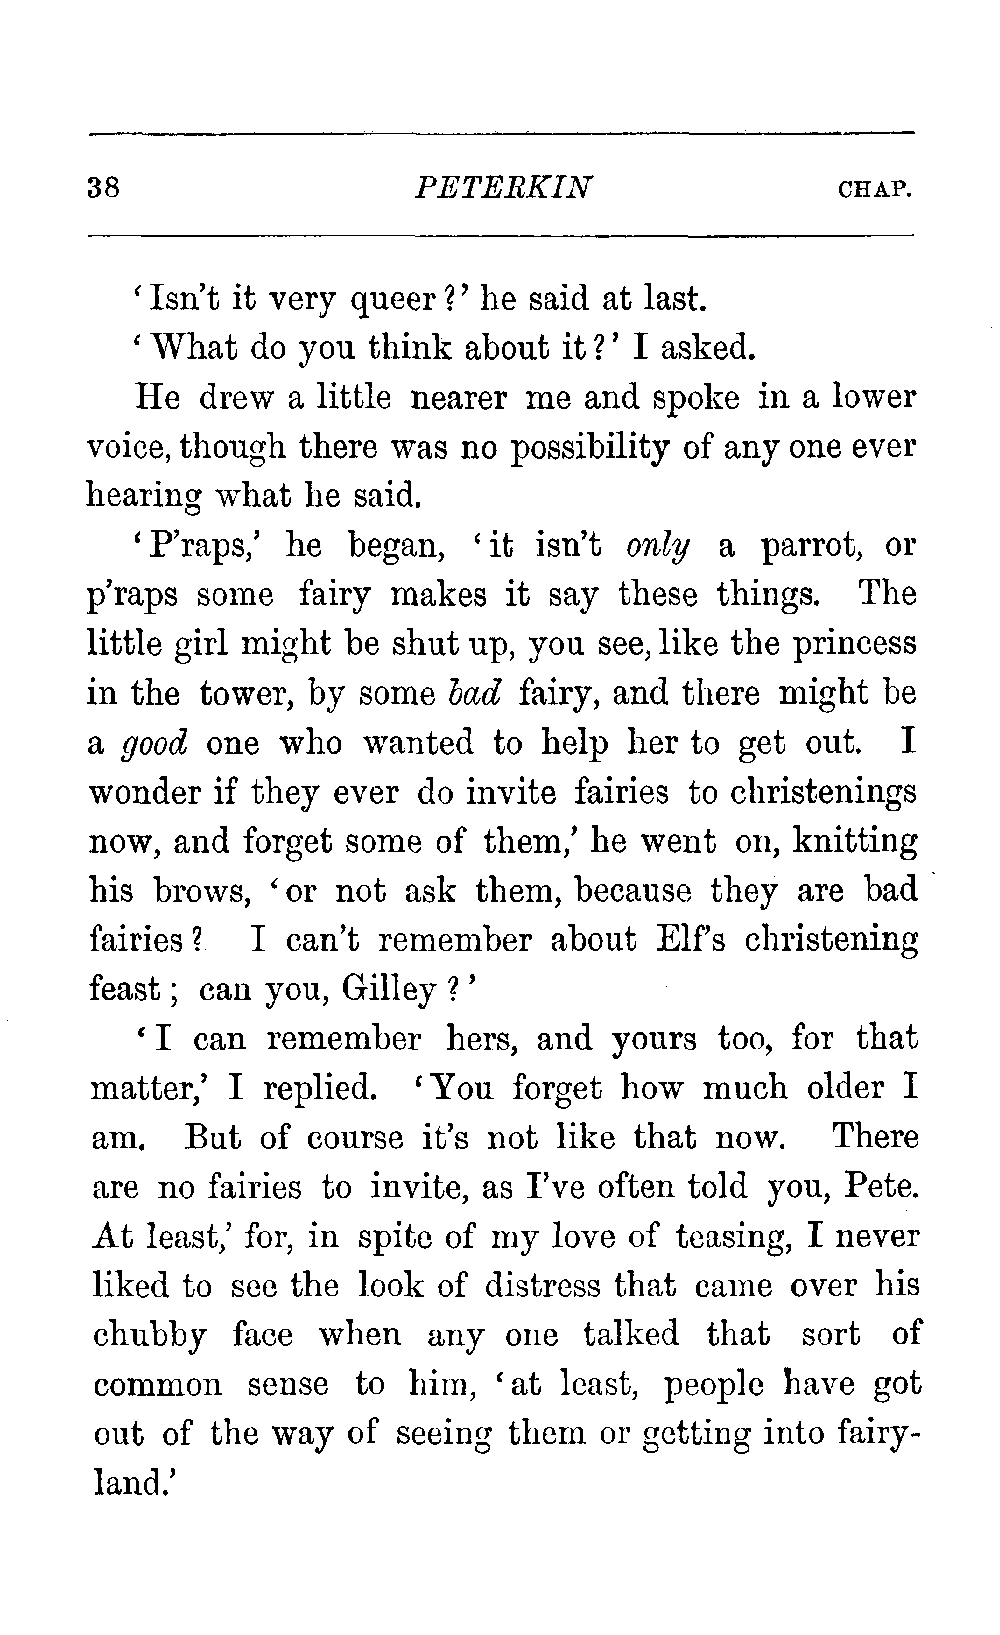 38 PETERKIN CHAP.
‘Isn’t it very queer?’ he said at last.
‘What do you think about it?’ I asked.
He drew a little nearer me and spoke in a lower
voice, though there was no possibility of any one ever
hearing what he said.
‘P’raps,’ he began, ‘it isn’t only a parrot, or
p’raps some fairy makes it say these things. The
little girl might be shut up, you see, like the princess
in the tower, by some bad fairy, and there might be
a good one who wanted to help her to get out. I
wonder if they ever do invite fairies to christenings
now, and forget some of them,’ he went on, knitting
his brows, ‘or not ask them, because they are bad
fairies? I can’t remember about Elf’s christening
feast; can you, Gilley?’
‘I can remember hers, and yours too, for that
matter,’ I replied. ‘You forget how much older I
am. But of course it’s not like that now. There
are no fairies to invite, as I’ve often told you, Pete.
At least,’ for, in spite of my love of teasing, I never
liked to see the look of distress that came over his
chubby face when any one talked that sort of
common sense to him, ‘at least, people have got
out of the way of seeing them or getting into fairy-
land.’